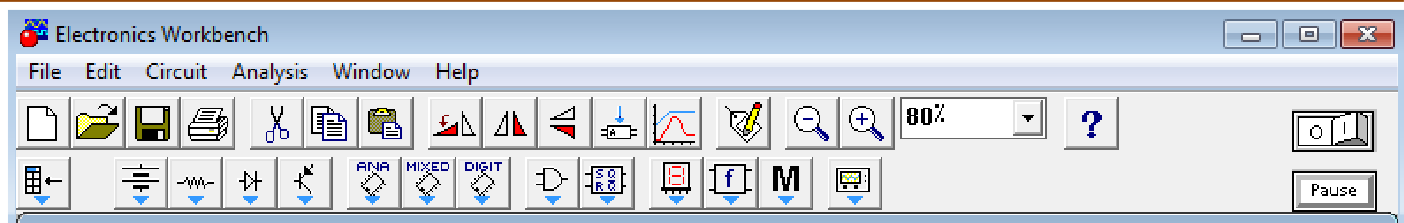 Electronics Workbench
File Edit Circuit Analysis Window Help
80% ?
ANA MIXED DIGIT f M
Pause